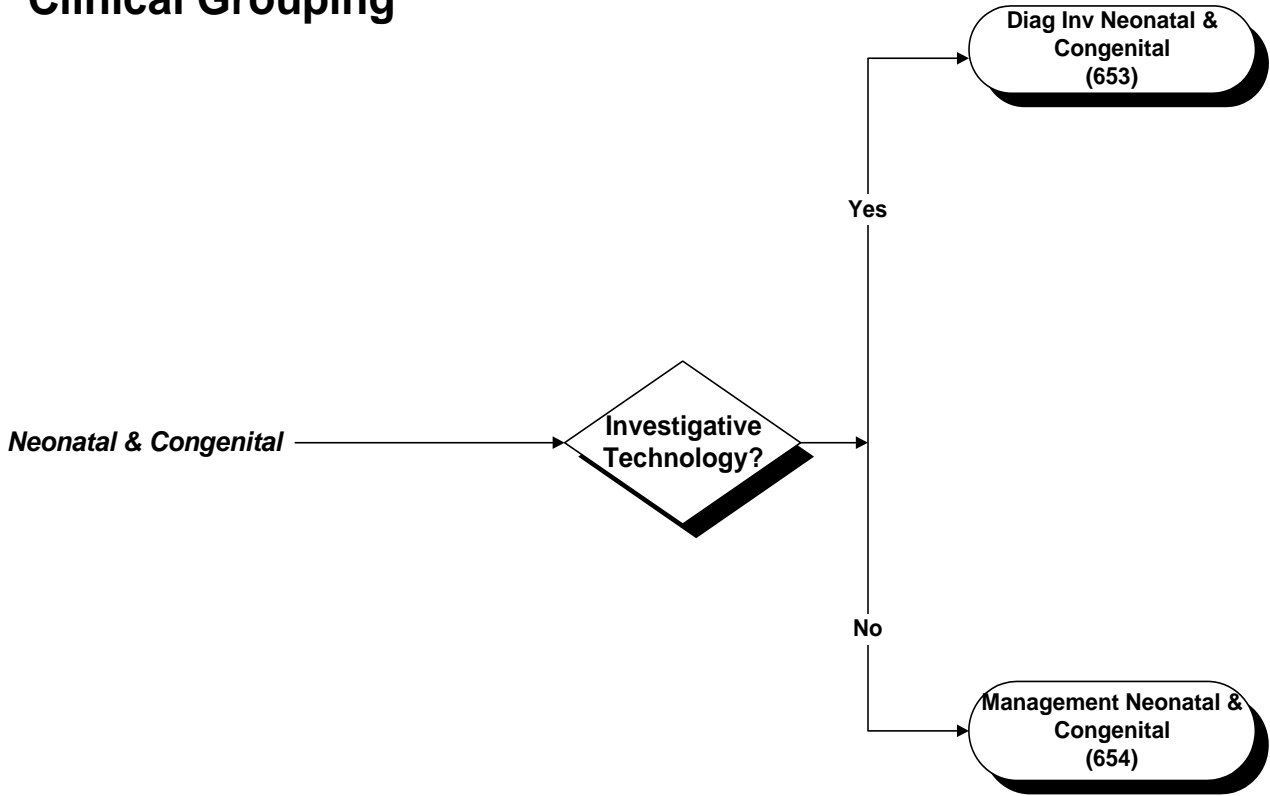 Clinical Grouping
Diag Inv Neonatal &
Congenital
(653)
Yes
Neonatal & Congenital
Investigative
Technology?
No
Management Neonatal &
Congenital
(654)